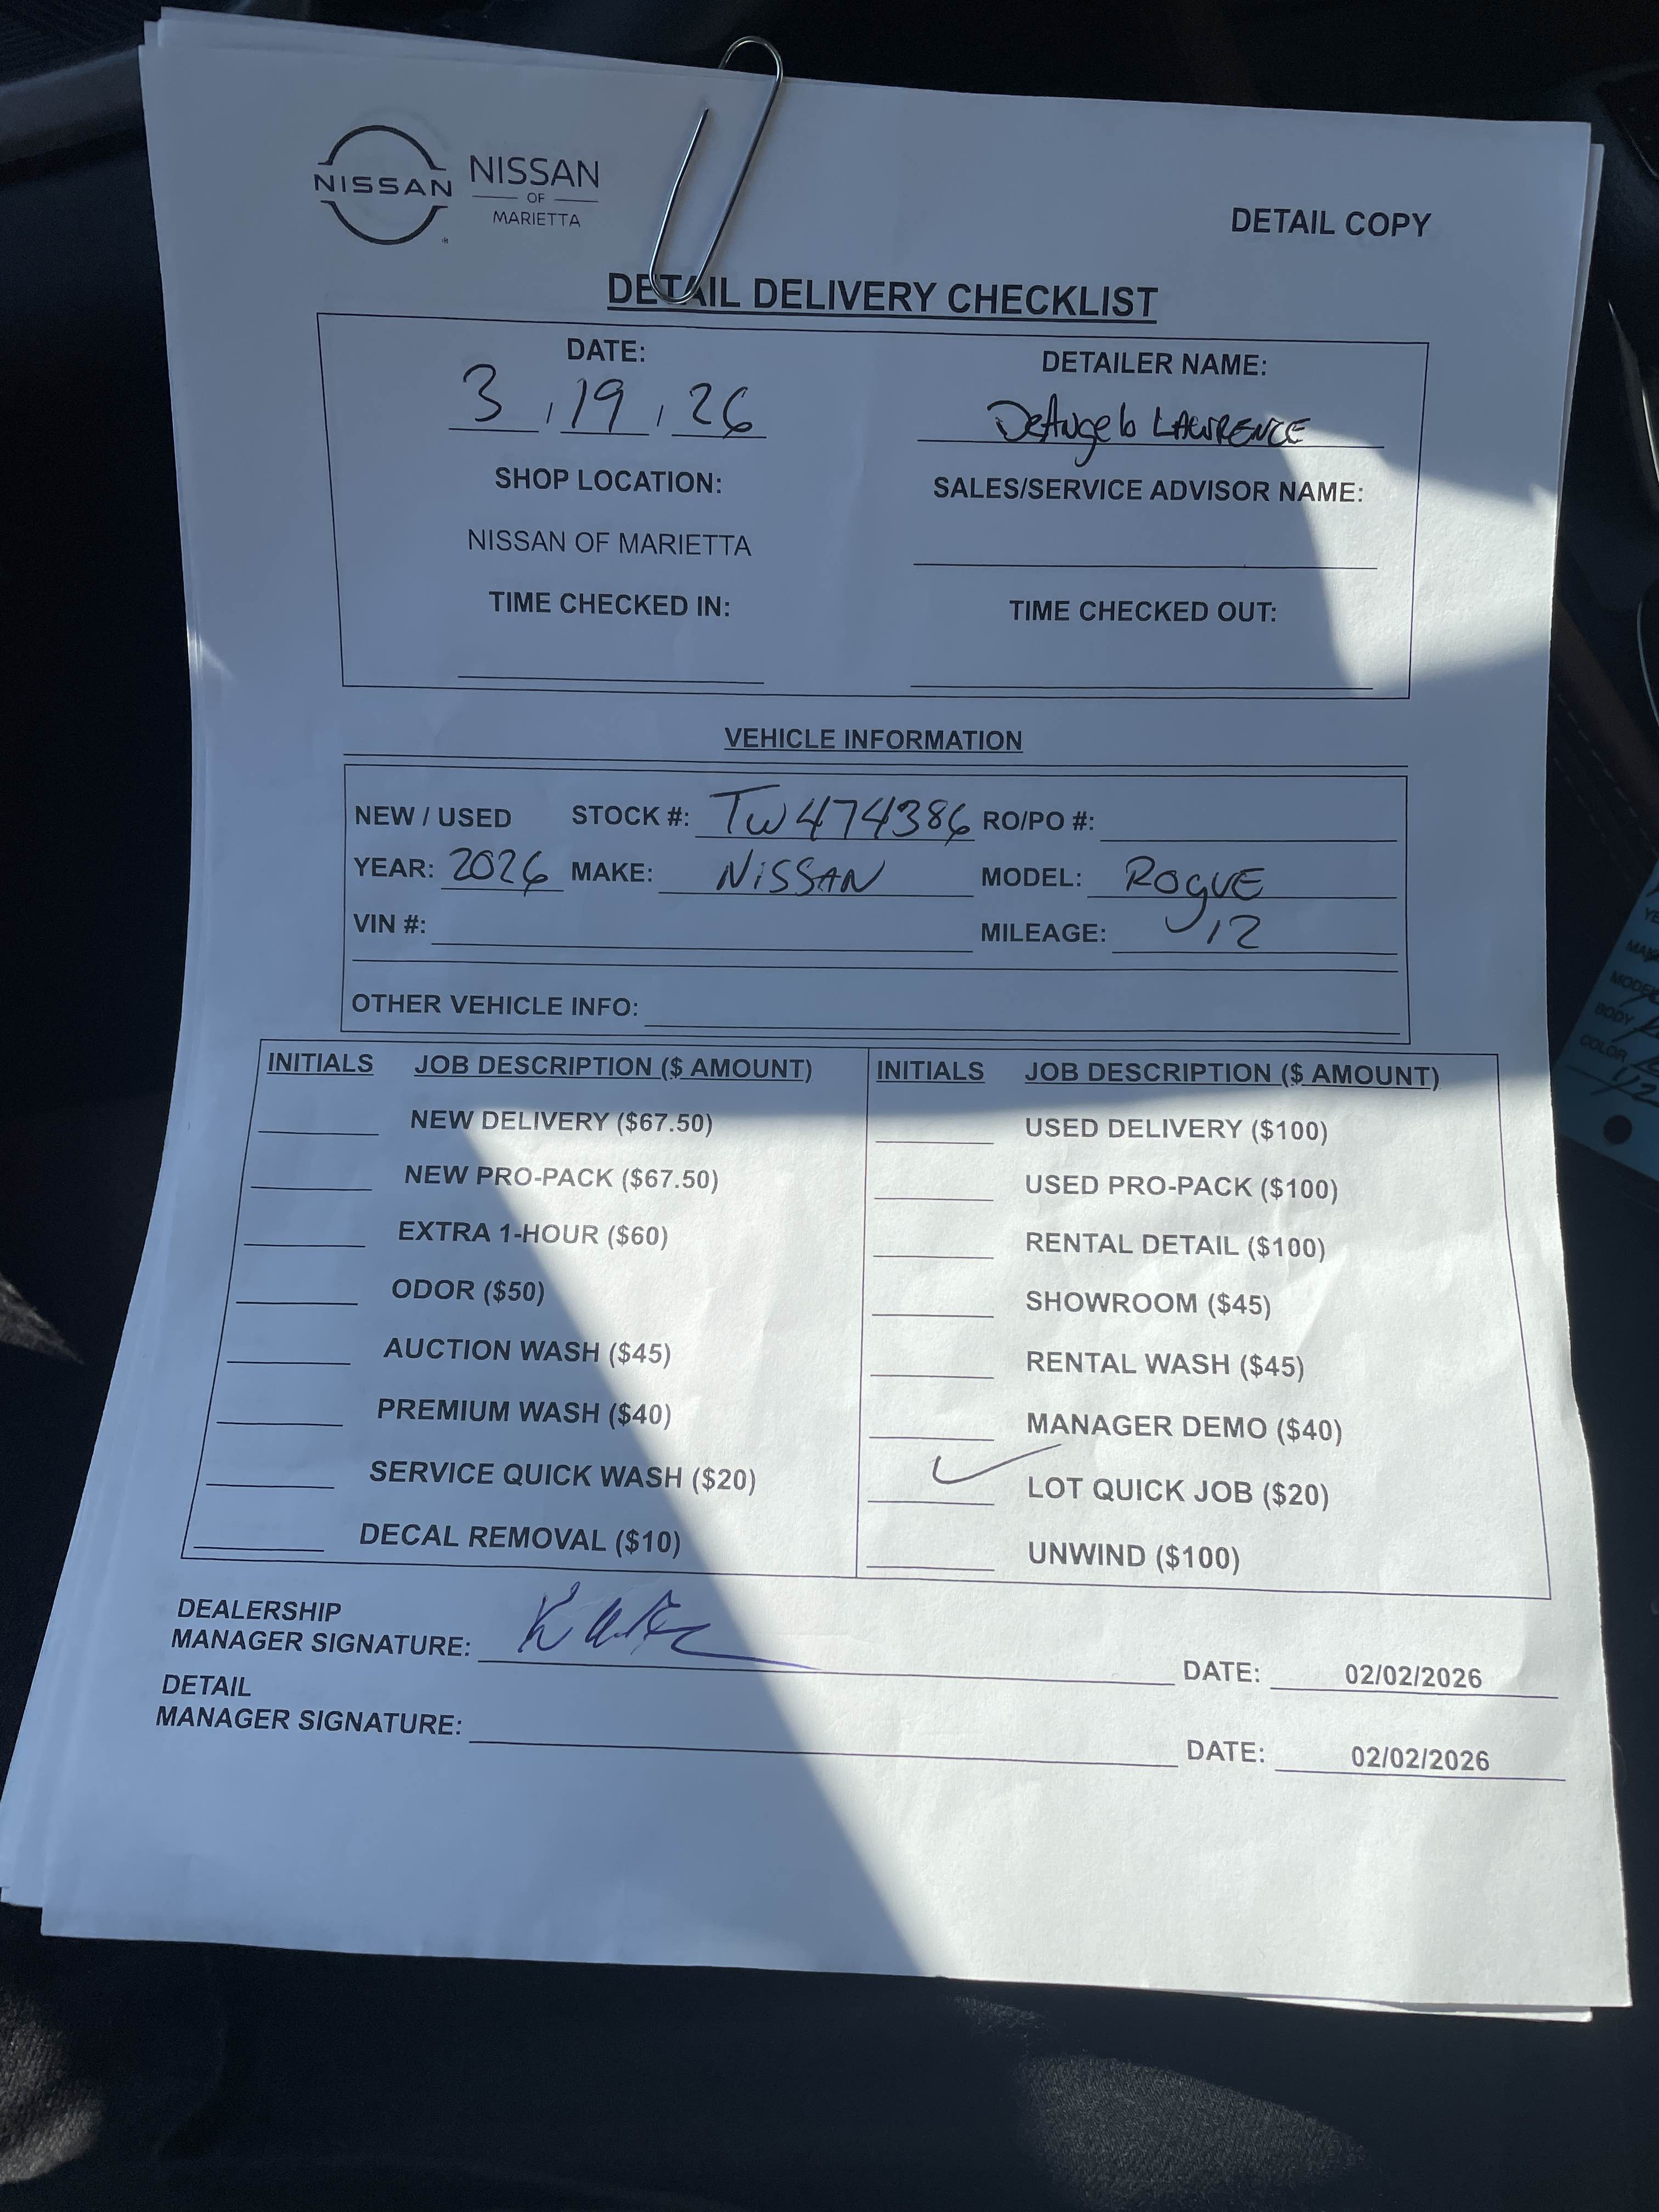 NISSAN
NISSAN
OF
MARIETTA
DETAIL COPY
DETAIL DELIVERY CHECKLIST
DATE:
3 / 19 / 26
DETAILER NAME:
DeAngelo LAWRENCE
SHOP LOCATION:
NISSAN OF MARIETTA
SALES/SERVICE ADVISOR NAME:
TIME CHECKED IN:
TIME CHECKED OUT:
VEHICLE INFORMATION
NEW / USED STOCK #: TW474386 RO/PO #:
YEAR: 2026 MAKE: NiSSAN MODEL: ROgUE
VIN #: MILEAGE: 12
OTHER VEHICLE INFO:
INITIALS JOB DESCRIPTION ($ AMOUNT) INITIALS JOB DESCRIPTION ($ AMOUNT)
NEW DELIVERY ($67.50) USED DELIVERY ($100)
NEW PRO-PACK ($67.50) USED PRO-PACK ($100)
EXTRA 1-HOUR ($60) RENTAL DETAIL ($100)
ODOR ($50) SHOWROOM ($45)
AUCTION WASH ($45) RENTAL WASH ($45)
PREMIUM WASH ($40) MANAGER DEMO ($40)
SERVICE QUICK WASH ($20) ✓ LOT QUICK JOB ($20)
DECAL REMOVAL ($10) UNWIND ($100)
DEALERSHIP
MANAGER SIGNATURE: DATE: 02/02/2026
DETAIL
MANAGER SIGNATURE: DATE: 02/02/2026
BODY
COLOR